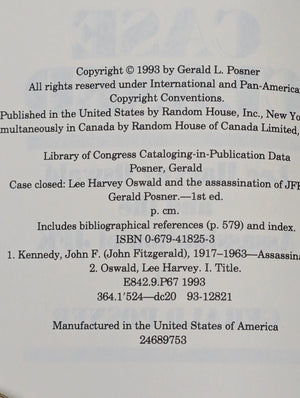 Copyright © 1993 by Gerald L. Posner
All rights reserved under International and Pan-America
Copyright Conventions.
Published in the United States by Random House, Inc., New Yo
multaneously in Canada by Random House of Canada Limited,
Library of Congress Cataloging-in-Publication Data
Posner, Gerald
Case closed: Lee Harvey Oswald and the assassination of JF
Gerald Posner.—1st ed.
p. cm.
Includes bibliographical references (p. 579) and index.
ISBN 0-679-41825-3
1. Kennedy, John F. (John Fitzgerald), 1917–1963—Assassina
2. Oswald, Lee Harvey. I. Title.
E842.9.P67 1993
364.1'524—dc20 93-12821
Manufactured in the United States of America
24689753